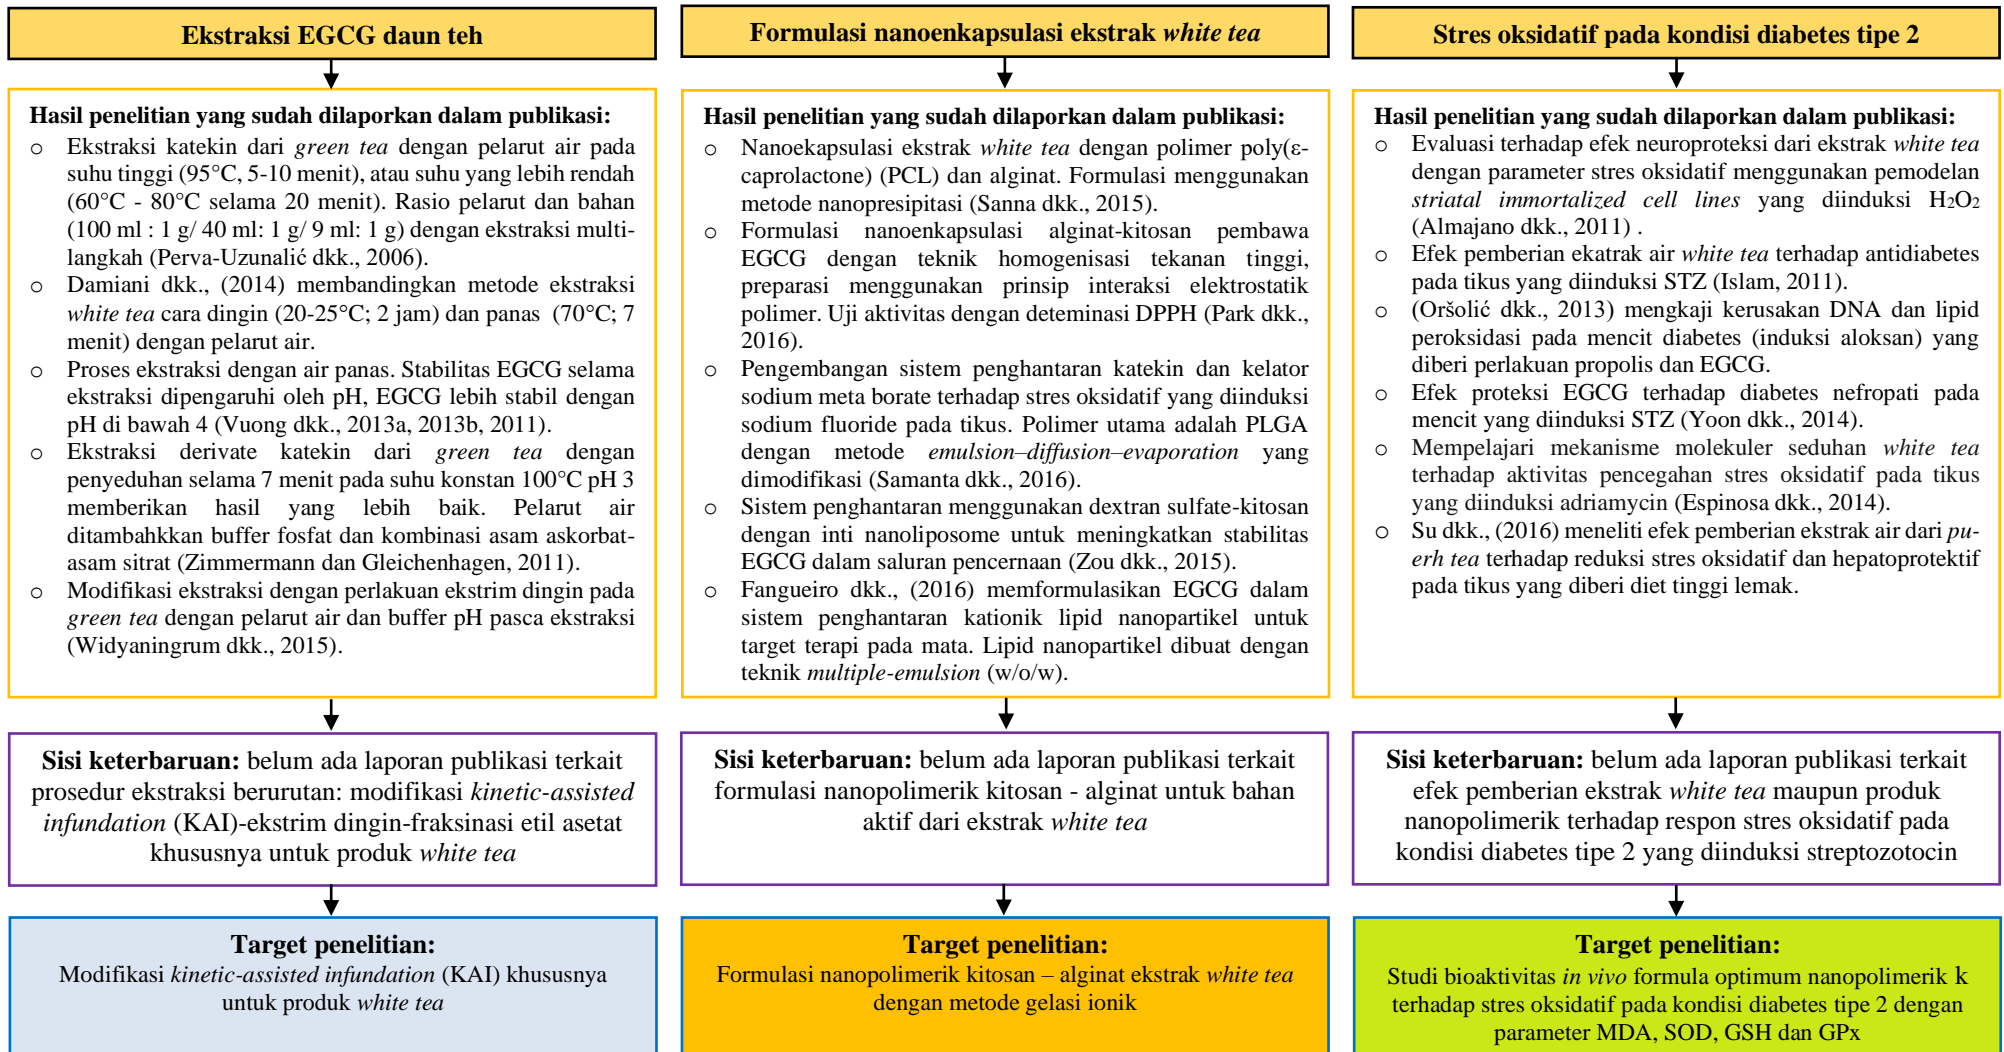 Ekstraksi EGCG daun teh
Hasil penelitian yang sudah dilaporkan dalam publikasi:
o Ekstraksi katekin dari green tea dengan pelarut air pada
suhu tinggi (95°C, 5-10 menit), atau suhu yang lebih rendah
(60°C - 80°C selama 20 menit). Rasio pelarut dan bahan
(100 ml : 1 g/ 40 ml: 1 g/ 9 ml: 1 g) dengan ekstraksi multi-
langkah (Perva-Uzunalić dkk., 2006).
o Damiani dkk., (2014) membandingkan metode ekstraksi
white tea cara dingin (20-25°C; 2 jam) dan panas (70°C; 7
menit) dengan pelarut air.
o Proses ekstraksi dengan air panas. Stabilitas EGCG selama
ekstraksi dipengaruhi oleh pH, EGCG lebih stabil dengan
pH di bawah 4 (Vuong dkk., 2013a, 2013b, 2011).
o Ekstraksi derivate katekin dari green tea dengan
penyeduhan selama 7 menit pada suhu konstan 100°C pH 3
memberikan hasil yang lebih baik. Pelarut air
ditambahkkan buffer fosfat dan kombinasi asam askorbat-
asam sitrat (Zimmermann dan Gleichenhagen, 2011).
o Modifikasi ekstraksi dengan perlakuan ekstrim dingin pada
green tea dengan pelarut air dan buffer pH pasca ekstraksi
(Widyaningrum dkk., 2015).
Sisi keterbaruan: belum ada laporan publikasi terkait
prosedur ekstraksi berurutan: modifikasi kinetic-assisted
infundation (KAI)-ekstrim dingin-fraksinasi etil asetat
khususnya untuk produk white tea
Target penelitian:
Modifikasi kinetic-assisted infundation (KAI) khususnya
untuk produk white tea
Formulasi nanoenkapsulasi ekstrak white tea
Hasil penelitian yang sudah dilaporkan dalam publikasi:
o Nanoekapsulasi ekstrak white tea dengan polimer poly(ε-
caprolactone) (PCL) dan alginat. Formulasi menggunakan
metode nanopresipitasi (Sanna dkk., 2015).
o Formulasi nanoenkapsulasi alginat-kitosan pembawa
EGCG dengan teknik homogenisasi tekanan tinggi,
preparasi menggunakan prinsip interaksi elektrostatik
polimer. Uji aktivitas dengan deteminasi DPPH (Park dkk.,
2016).
o Pengembangan sistem penghantaran katekin dan kelator
sodium meta borate terhadap stres oksidatif yang diinduksi
sodium fluoride pada tikus. Polimer utama adalah PLGA
dengan metode emulsion–diffusion–evaporation yang
dimodifikasi (Samanta dkk., 2016).
o Sistem penghantaran menggunakan dextran sulfate-kitosan
dengan inti nanoliposome untuk meningkatkan stabilitas
EGCG dalam saluran pencernaan (Zou dkk., 2015).
o Fangueiro dkk., (2016) memformulasikan EGCG dalam
sistem penghantaran kationik lipid nanopartikel untuk
target terapi pada mata. Lipid nanopartikel dibuat dengan
teknik multiple-emulsion (w/o/w).
Sisi keterbaruan: belum ada laporan publikasi terkait
formulasi nanopolimerik kitosan - alginat untuk bahan
aktif dari ekstrak white tea
Target penelitian:
Formulasi nanopolimerik kitosan – alginat ekstrak white tea
dengan metode gelasi ionik
Stres oksidatif pada kondisi diabetes tipe 2
Hasil penelitian yang sudah dilaporkan dalam publikasi:
o Evaluasi terhadap efek neuroproteksi dari ekstrak white tea
dengan parameter stres oksidatif menggunakan pemodelan
striatal immortalized cell lines yang diinduksi H₂O₂
(Almajano dkk., 2011) .
o Efek pemberian ekatrak air white tea terhadap antidiabetes
pada tikus yang diinduksi STZ (Islam, 2011).
o (Oršolić dkk., 2013) mengkaji kerusakan DNA dan lipid
peroksidasi pada mencit diabetes (induksi aloksan) yang
diberi perlakuan propolis dan EGCG.
o Efek proteksi EGCG terhadap diabetes nefropati pada
mencit yang diinduksi STZ (Yoon dkk., 2014).
o Mempelajari mekanisme molekuler seduhan white tea
terhadap aktivitas pencegahan stres oksidatif pada tikus
yang diinduksi adriamycin (Espinosa dkk., 2014).
o Su dkk., (2016) meneliti efek pemberian ekstrak air dari pu-
erh tea terhadap reduksi stres oksidatif dan hepatoprotektif
pada tikus yang diberi diet tinggi lemak.
Sisi keterbaruan: belum ada laporan publikasi terkait
efek pemberian ekstrak white tea maupun produk
nanopolimerik terhadap respon stres oksidatif pada
kondisi diabetes tipe 2 yang diinduksi streptozotocin
Target penelitian:
Studi bioaktivitas in vivo formula optimum nanopolimerik k
terhadap stres oksidatif pada kondisi diabetes tipe 2 dengan
parameter MDA, SOD, GSH dan GPx